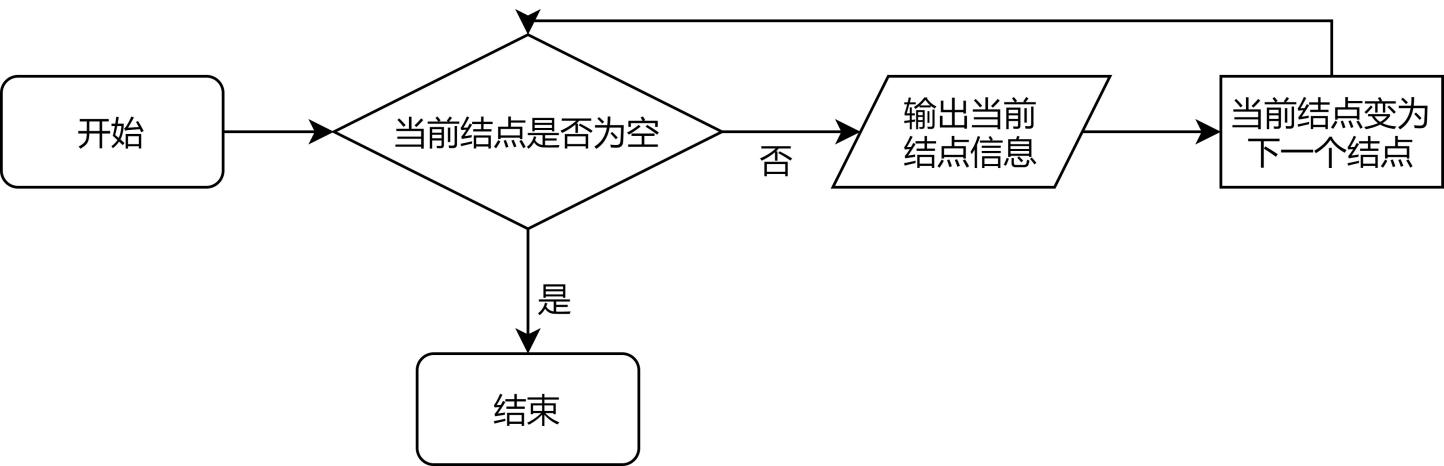 开始
当前结点是否为空
否
输出当前
结点信息
当前结点变为
下一个结点
是
结束